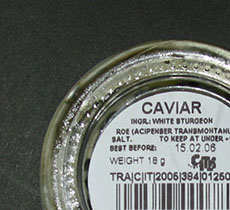 CAVIAR
INGR.: WHITE STURGEON
ROE (ACIPENSER TRANSMONTANU
SALT. TO KEEP AT UNDER +
BEST BEFORE: 15.02.06
WEIGHT 18 g
TRA|C|IT|2005|384|01250